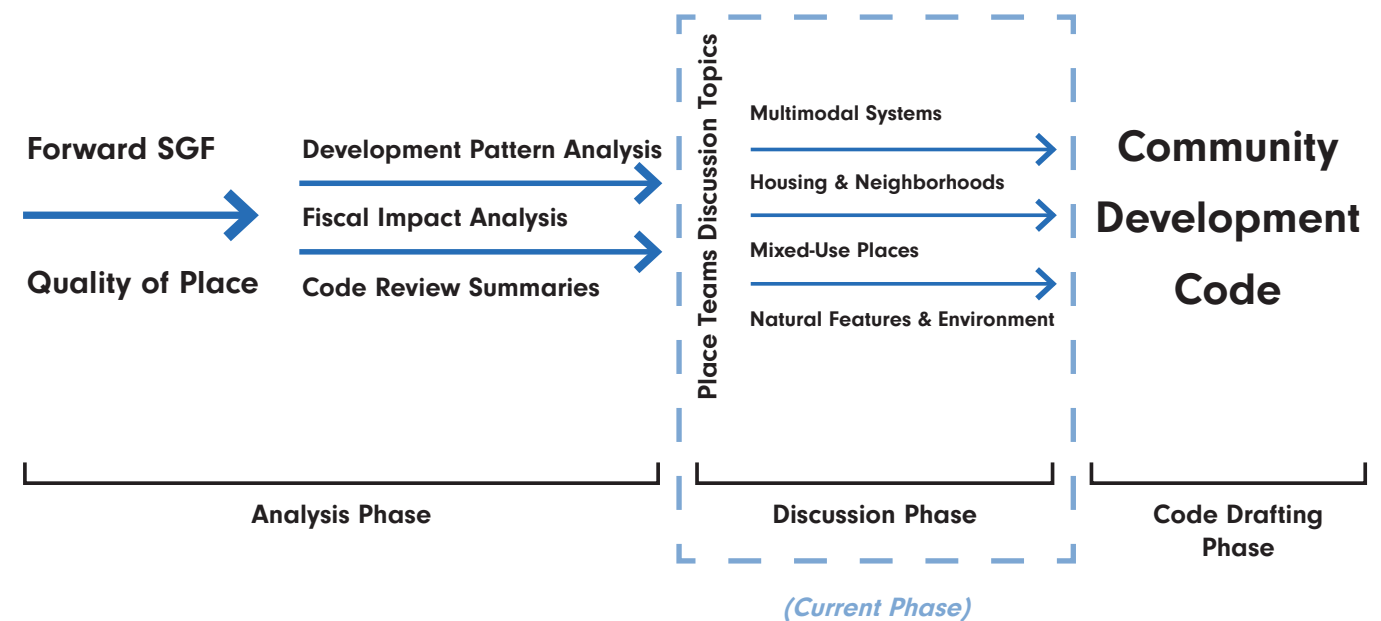 Forward SGF
Quality of Place
Development Pattern Analysis
Fiscal Impact Analysis
Code Review Summaries
Analysis Phase
Place Teams Discussion Topics
Multimodal Systems
Housing & Neighborhoods
Mixed-Use Places
Natural Features & Environment
Discussion Phase
(Current Phase)
Community
Development
Code
Code Drafting
Phase